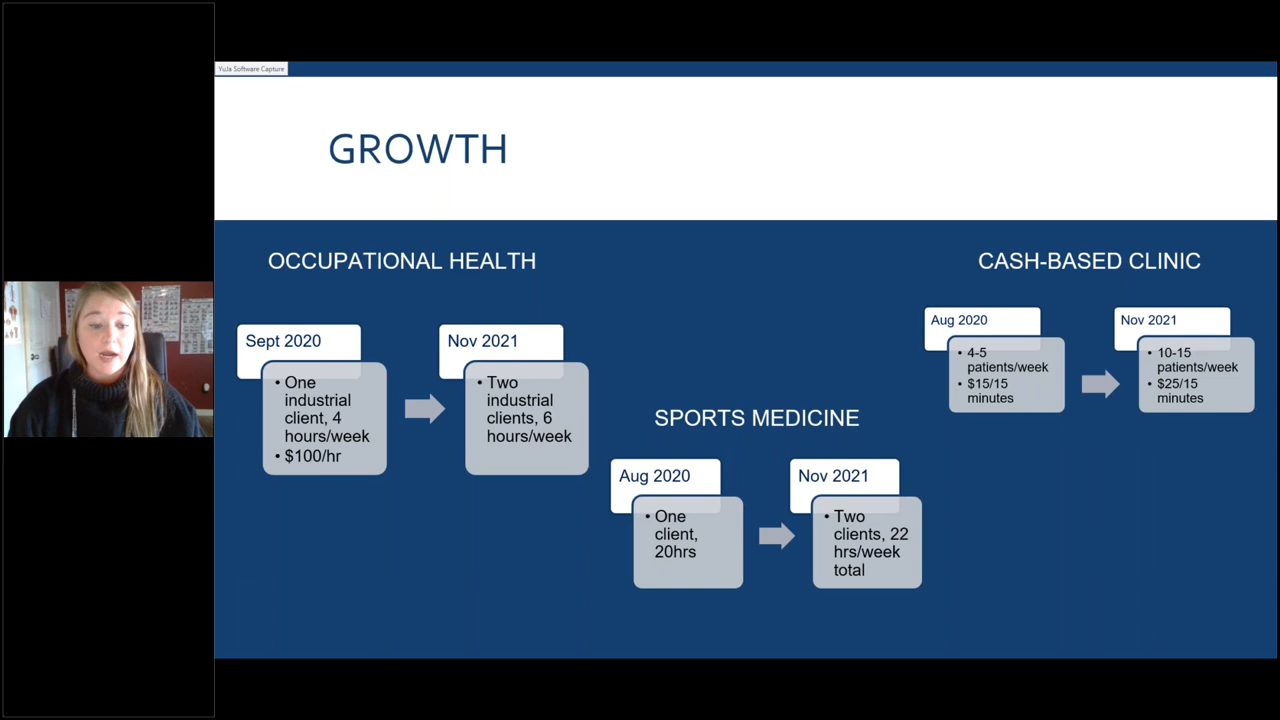 YuJa Software Capture
GROWTH
OCCUPATIONAL HEALTH
Sept 2020
• One
industrial
client, 4
hours/week
• $100/hr
Nov 2021
• Two
industrial
clients, 6
hours/week
SPORTS MEDICINE
Aug 2020
• One
client,
20hrs
Nov 2021
• Two
clients, 22
hrs/week
total
CASH-BASED CLINIC
Aug 2020
• 4-5
patients/week
• $15/15
minutes
Nov 2021
• 10-15
patients/week
• $25/15
minutes